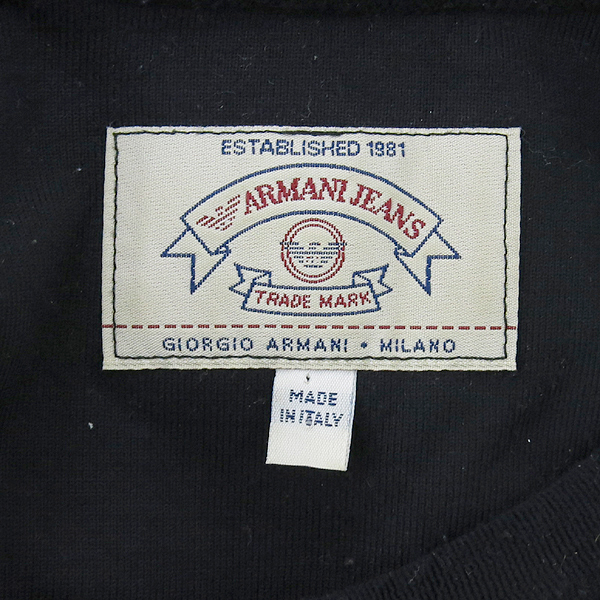 ESTABLISHED 1981
ARMANI JEANS
TRADE MARK
GIORGIO ARMANI • MILANO
MADE
IN ITALY